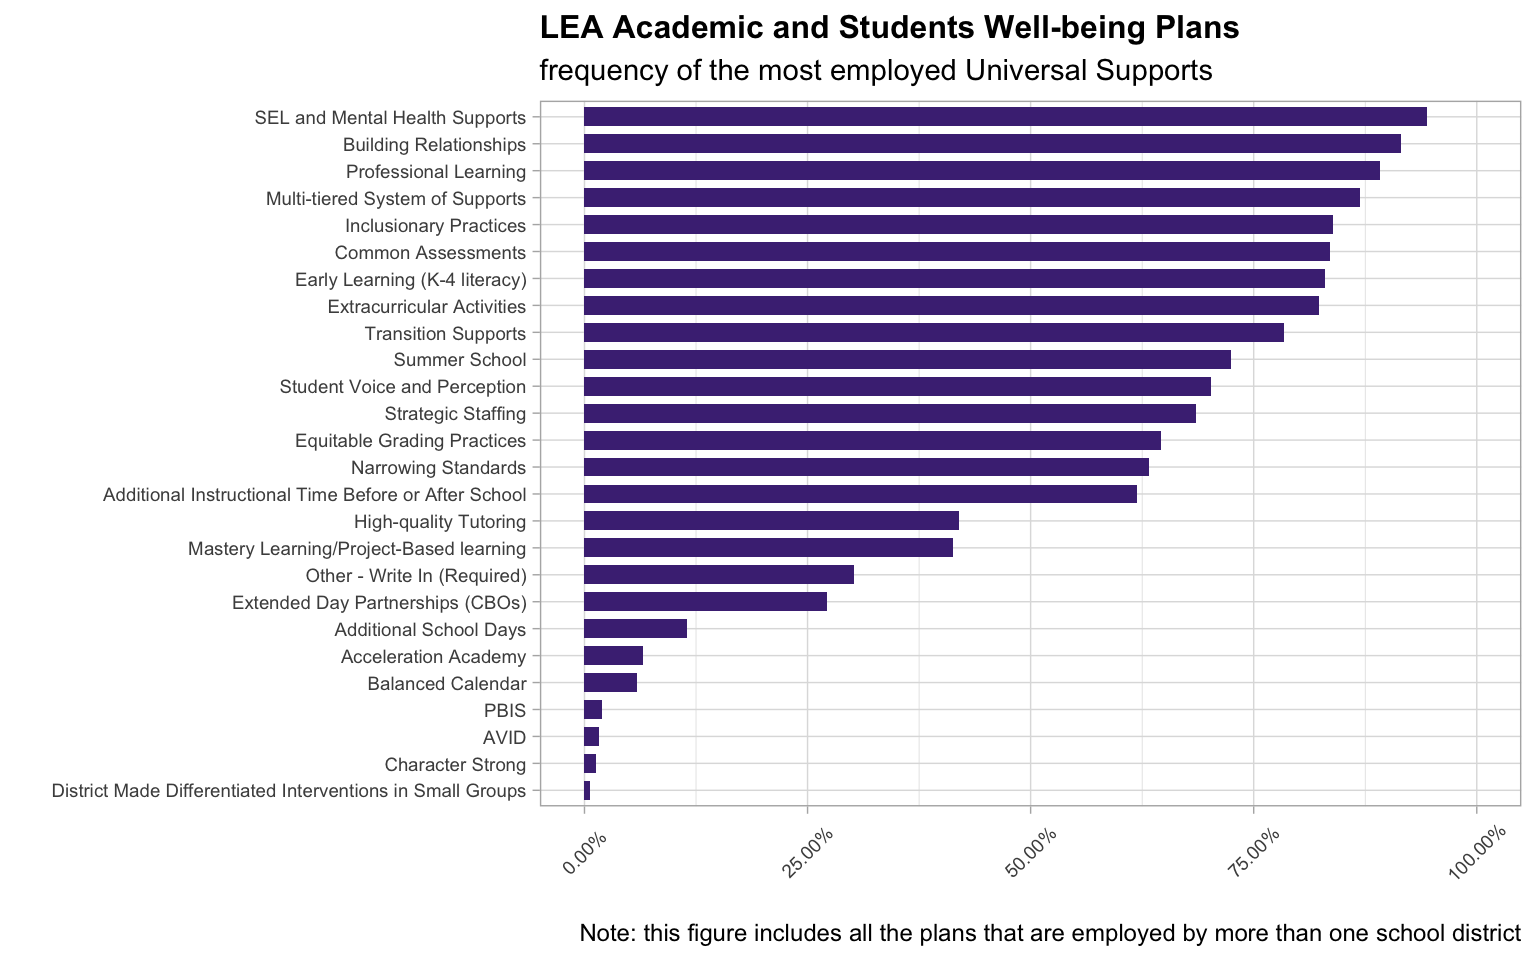 LEA Academic and Students Well-being Plans
frequency of the most employed Universal Supports
SEL and Mental Health Supports
Building Relationships
Professional Learning
Multi-tiered System of Supports
Inclusionary Practices
Common Assessments
Early Learning (K-4 literacy)
Extracurricular Activities
Transition Supports
Summer School
Student Voice and Perception
Strategic Staffing
Equitable Grading Practices
Narrowing Standards
Additional Instructional Time Before or After School
High-quality Tutoring
Mastery Learning/Project-Based learning
Other - Write In (Required)
Extended Day Partnerships (CBOs)
Additional School Days
Acceleration Academy
Balanced Calendar
PBIS
AVID
Character Strong
District Made Differentiated Interventions in Small Groups
0.00%
25.00%
50.00%
75.00%
100.00%
Note: this figure includes all the plans that are employed by more than one school district